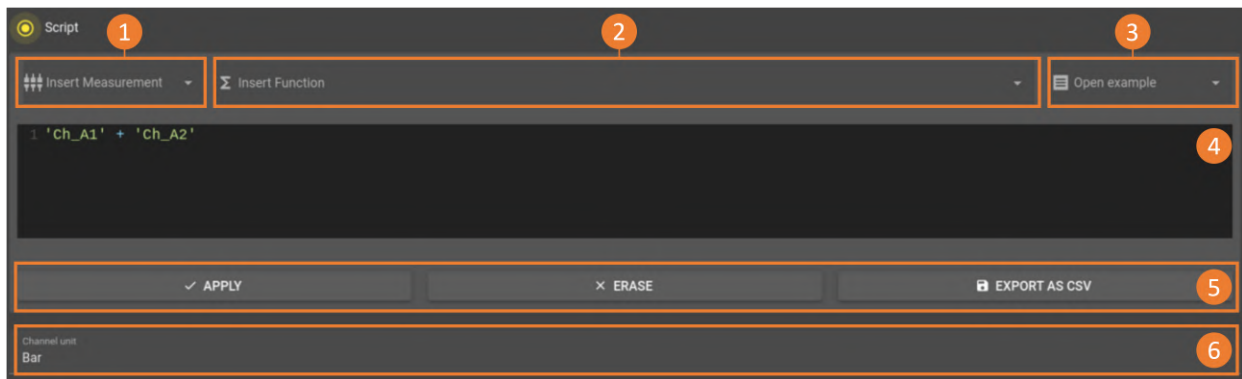 Script
1
2
3
Insert Measurement
Σ Insert Function
Open example
1 'Ch_A1' + 'Ch_A2'
4
APPLY
ERASE
EXPORT AS CSV
5
Channel unit
Bar
6